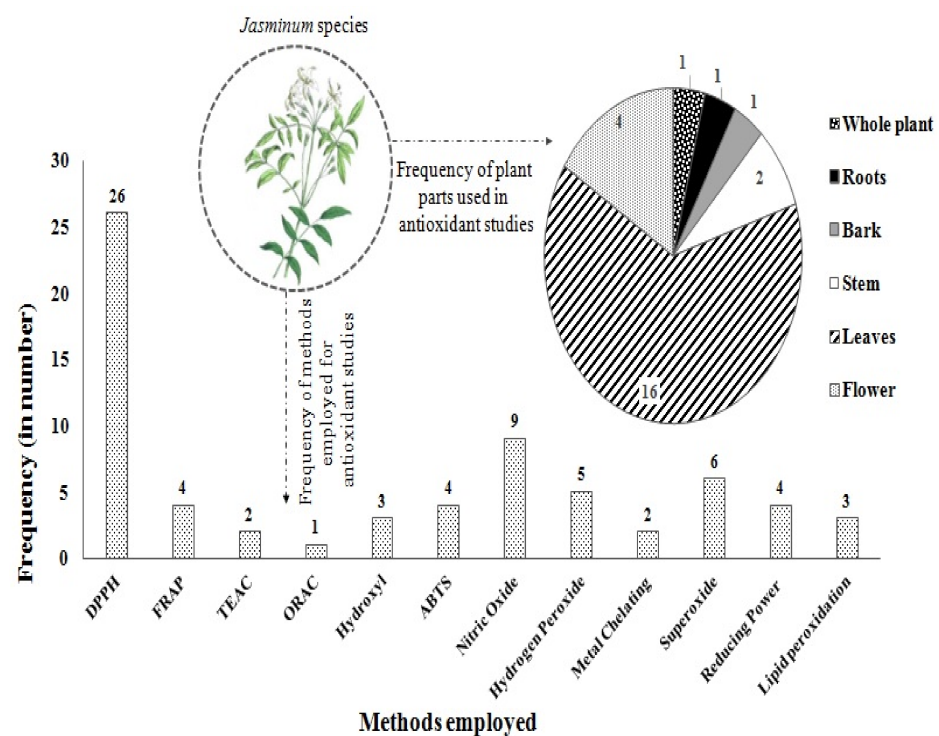 Jasminum species
Frequency of plant
parts used in
antioxidant studies
1
1
1
2
16
4
Whole plant
Roots
Bark
Stem
Leaves
Flower
Frequency of methods
employed for
antioxidant studies
Frequency (in number)
30
25
20
15
10
5
0
26
4
2
1
3
4
9
5
2
6
4
3
DPPH
FRAP
TEAC
ORAC
Hydroxyl
ABTS
Nitric Oxide
Hydrogen Peroxide
Metal Chelating
Superoxide
Reducing Power
Lipid peroxidation
Methods employed